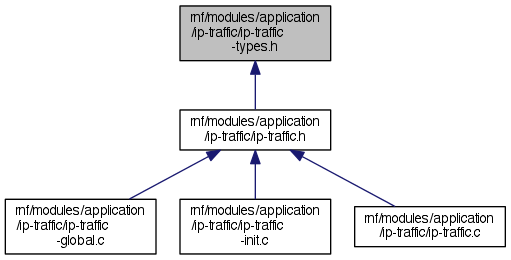 rnf/modules/application
/ip-traffic/ip-traffic
-types.h
rnf/modules/application
/ip-traffic/ip-traffic.h
rnf/modules/application
/ip-traffic/ip-traffic
-global.c
rnf/modules/application
/ip-traffic/ip-traffic
-init.c
rnf/modules/application
/ip-traffic/ip-traffic.c